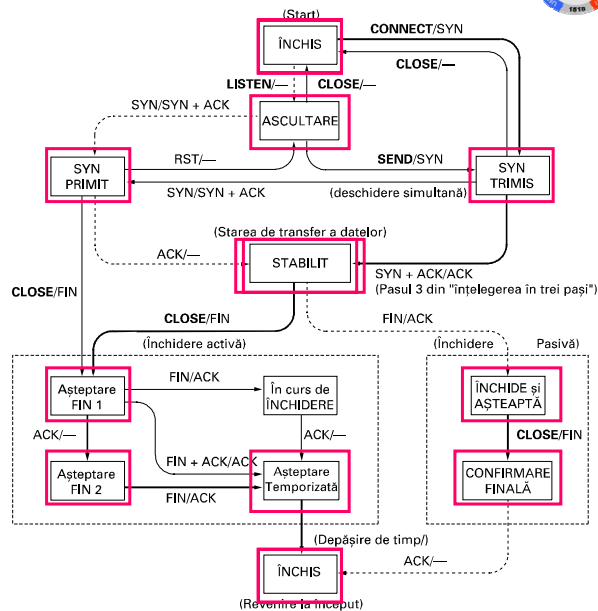 (Start)
ÎNCHIS
CONNECT/SYN
CLOSE/—
LISTEN/—
CLOSE/—
SYN/SYN + ACK
ASCULTARE
SYN
PRIMIT
RST/—
SEND/SYN
SYN
TRIMIS
SYN/SYN + ACK
(deschidere simultană)
(Starea de transfer a datelor)
ACK/—
STABILIT
SYN + ACK/ACK
(Pasul 3 din "înțelegerea în trei pași")
CLOSE/FIN
CLOSE/FIN
FIN/ACK
(Închidere activă)
(Închidere
Pasivă)
Așteptare
FIN 1
FIN/ACK
În curs de
ÎNCHIDERE
ÎNCHIDE și
AȘTEAPTĂ
ACK/—
ACK/—
CLOSE/FIN
FIN + ACK/ACK
Așteptare
FIN 2
FIN/ACK
Așteptare
Temporizată
CONFIRMARE
FINALĂ
(Depășire de timp/)
ACK/—
ÎNCHIS
(Revenire la început)
1818